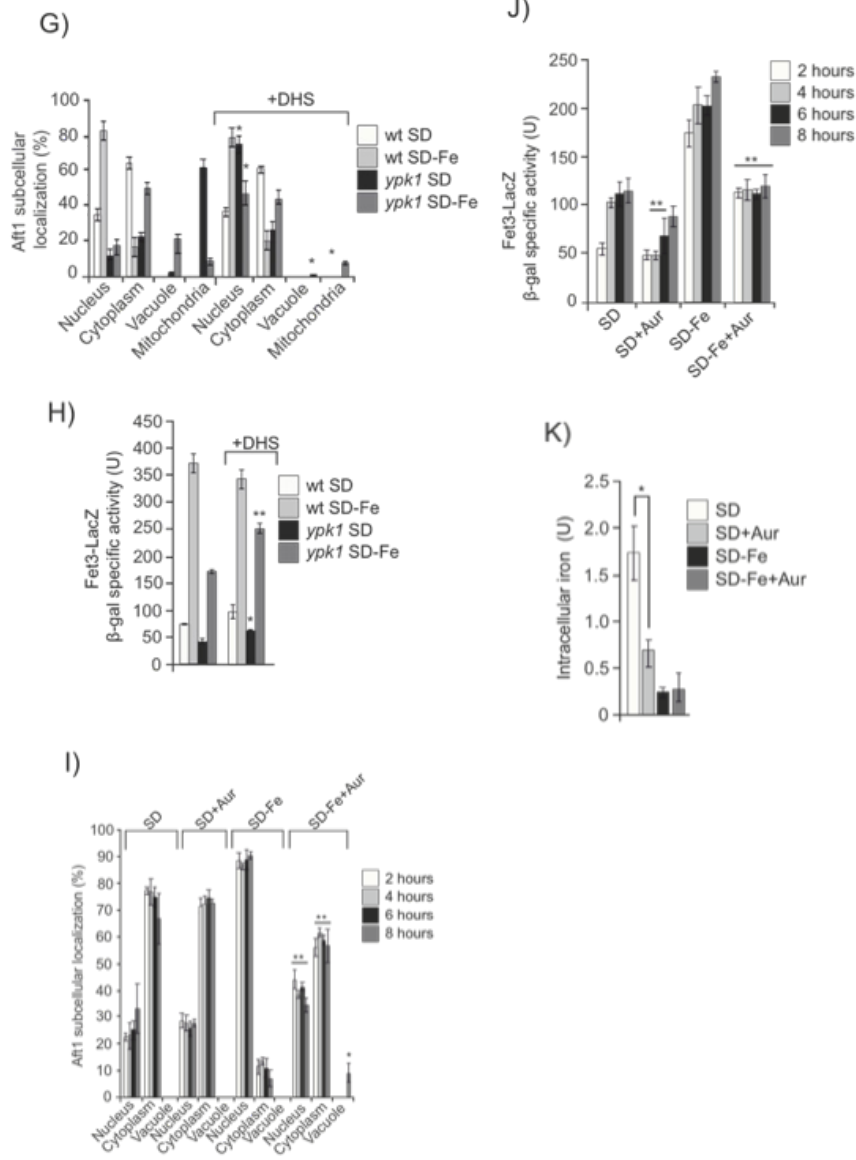 G)
+DHS
Aft1 subcellular
localization (%)
100
80
60
40
20
0
* * * *
Nucleus
Cytoplasm
Vacuole
Mitochondria
Nucleus
Cytoplasm
Vacuole
Mitochondria
wt SD
wt SD-Fe
ypk1 SD
ypk1 SD-Fe
J)
Fet3-LacZ
β-gal specific activity (U)
250
200
150
100
50
0
** **
SD
SD+Aur
SD-Fe
SD-Fe+Aur
2 hours
4 hours
6 hours
8 hours
H)
Fet3-LacZ
β-gal specific activity (U)
450
400
350
300
250
200
150
100
50
0
+DHS
**
*
wt SD
wt SD-Fe
ypk1 SD
ypk1 SD-Fe
K)
Intracellular iron (U)
2.5
2.0
1.5
1.0
0.5
0
*
SD
SD+Aur
SD-Fe
SD-Fe+Aur
I)
SD
SD+Aur
SD-Fe
SD-Fe+Aur
Aft1 subcellular localization (%)
100
90
80
70
60
50
40
30
20
10
0
** **
*
Nucleus
Cytoplasm
Vacuole
Nucleus
Cytoplasm
Vacuole
Nucleus
Cytoplasm
Vacuole
Nucleus
Cytoplasm
Vacuole
2 hours
4 hours
6 hours
8 hours